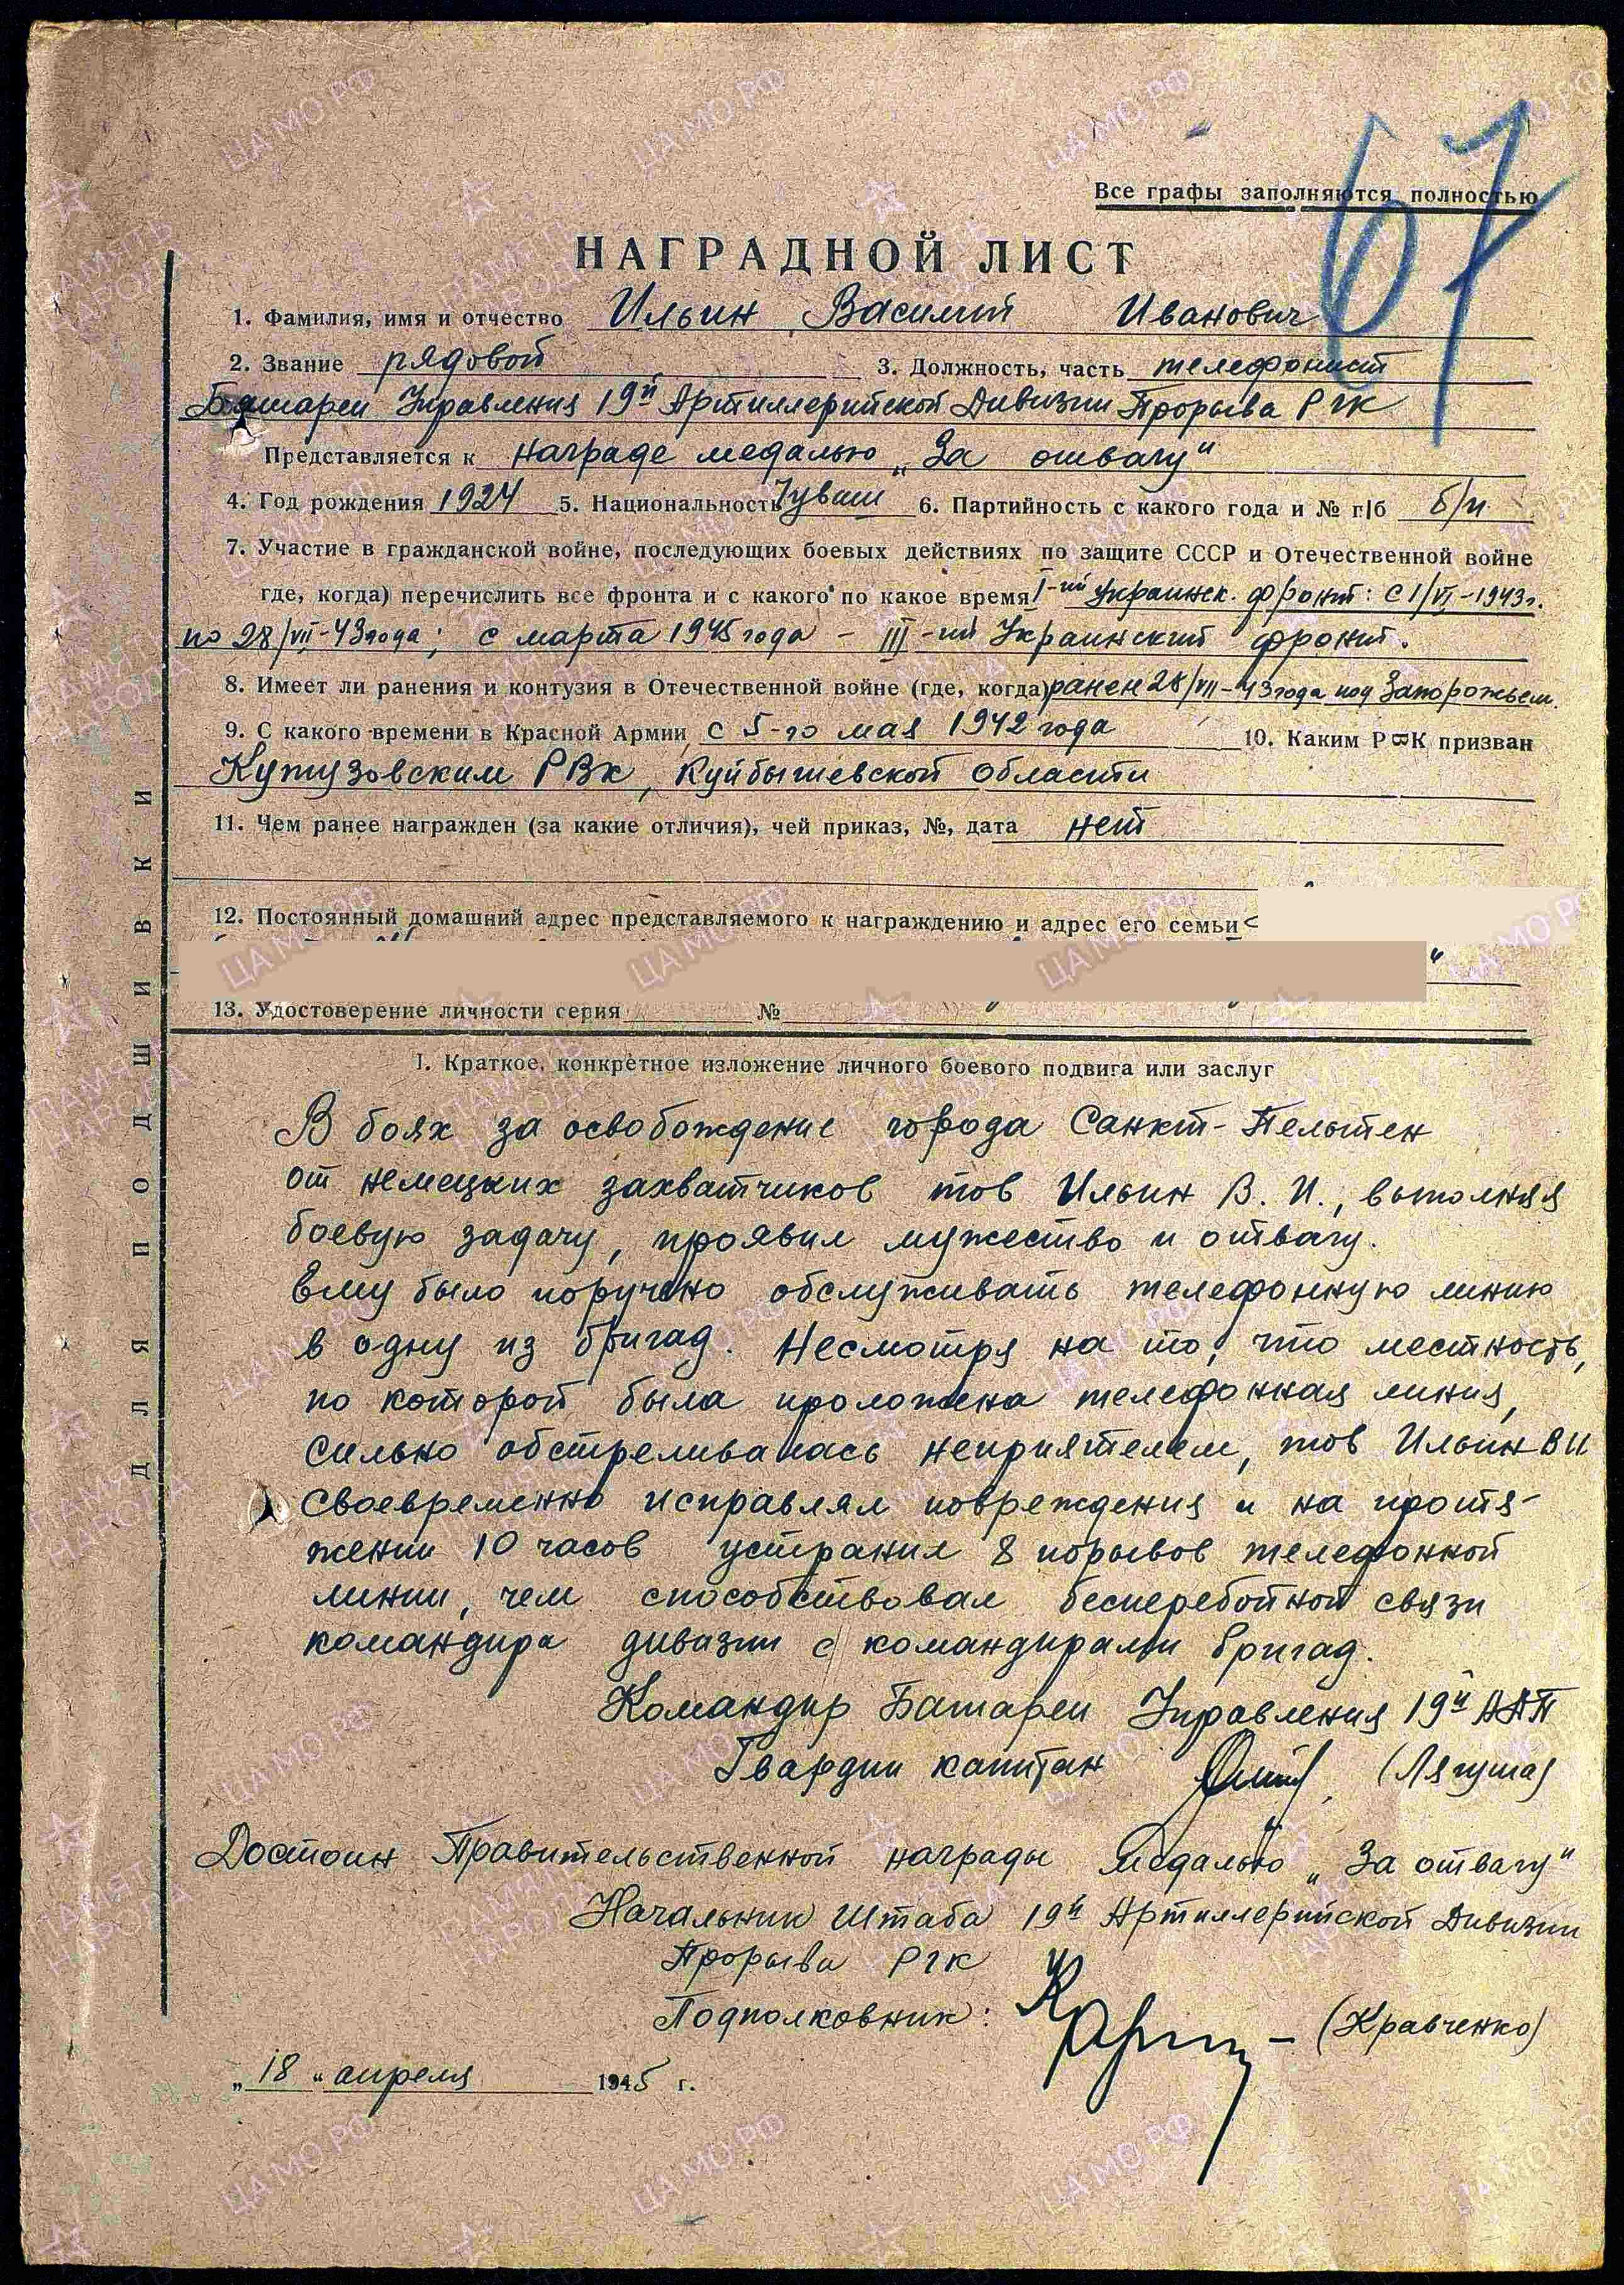 67
Все графы заполняются полностью
НАГРАДНОЙ ЛИСТ
1. Фамилия, имя и отчество Ильин Василий Иванович
2. Звание рядовой 3. Должность, часть телефонист
Батареи Управления 19й Артиллерийской Дивизии Прорыва РГК
Представляется к награде медалью „За отвагу"
4. Год рождения 1924 5. Национальность Чуваш 6. Партийность с какого года и № г/б б/п.
7. Участие в гражданской войне, последующих боевых действиях по защите СССР и Отечественной войне
где, когда) перечислить все фронта и с какого по какое время I-ый Украинск. фронт: с 1/VI-1943г.
по 28/VII-43года; с марта 1945 года - III-ий Украинский фронт.
8. Имеет ли ранения и контузия в Отечественной войне (где, когда) ранен 28/VII-43года под Запорожьем.
9. С какого времени в Красной Армии с 5-го мая 1942 года 10. Каким РВК призван
Кутузовским РВК, Куйбышевской области
11. Чем ранее награжден (за какие отличия), чей приказ, №, дата нет
12. Постоянный домашний адрес представляемого к награждению и адрес его семьи
13. Удостоверение личности серия №
I. Краткое, конкретное изложение личного боевого подвига или заслуг
В боях за освобождение города Санкт-Пельтен
от немецких захватчиков тов Ильин В. И., выполняя
боевую задачу, проявил мужество и отвагу.
Ему было поручено обслуживать телефонную линию
в одну из бригад. Несмотря на то, что местность,
по которой была проложена телефонная линия,
сильно обстреливалась неприятелем, тов Ильин В И
своевременно исправлял повреждения и на протя-
жении 10 часов устранил 8 порывов телефонной
линии, чем способствовал бесперебойной связи
командира дивизии с командирами бригад.
Командир Батареи Управления 19й АДП
Гвардии капитан (Лягуша)
Достоин Правительственной награды медалью „За отвагу"
Начальник Штаба 19й Артиллерийской Дивизии
Прорыва РГК
Подполковник: (Кравченко)
„18" апреля 1945 г.
ДЛЯ ПОДШИВКИ
ЦАМО РФ
ПАМЯТЬ НАРОДА